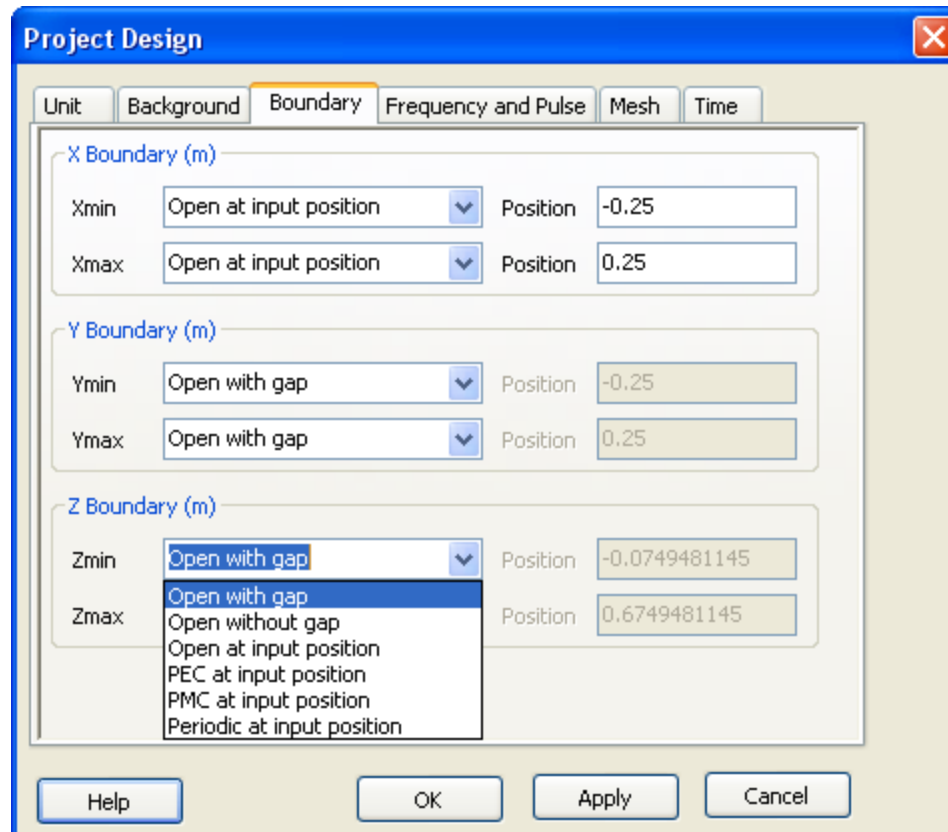 Project Design
Unit Background Boundary Frequency and Pulse Mesh Time
X Boundary (m)
Xmin Open at input position Position -0.25
Xmax Open at input position Position 0.25
Y Boundary (m)
Ymin Open with gap Position -0.25
Ymax Open with gap Position 0.25
Z Boundary (m)
Zmin Open with gap Position -0.0749481145
Open with gap
Zmax Open without gap Position 0.6749481145
Open at input position
PEC at input position
PMC at input position
Periodic at input position
Help OK Apply Cancel